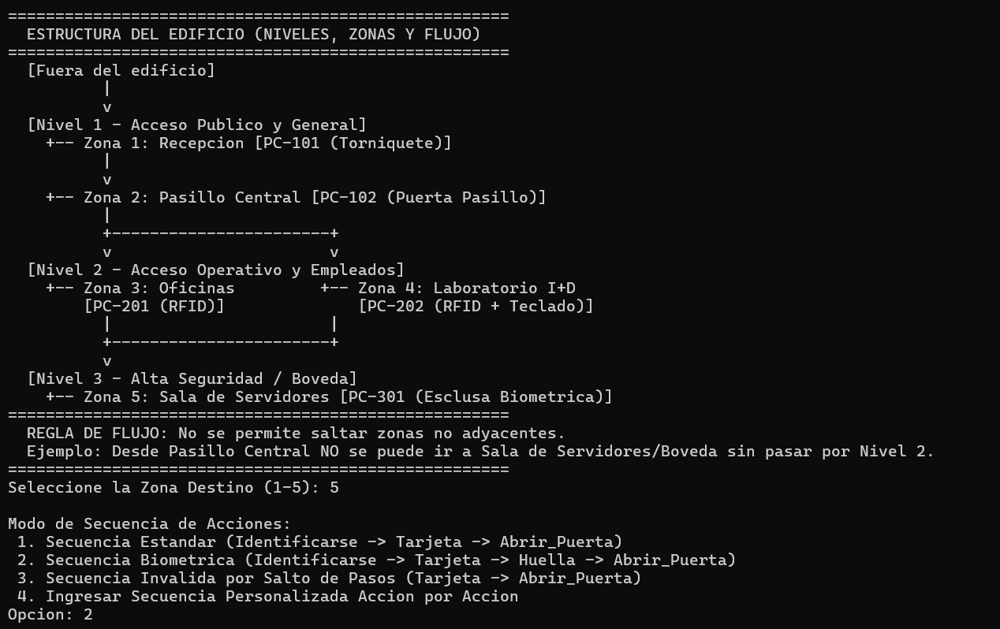 =====================================================
  ESTRUCTURA DEL EDIFICIO (NIVELES, ZONAS Y FLUJO)
=====================================================
  [Fuera del edificio]
          |
          v
  [Nivel 1 - Acceso Publico y General]
    +-- Zona 1: Recepcion [PC-101 (Torniquete)]
          |
          v
    +-- Zona 2: Pasillo Central [PC-102 (Puerta Pasillo)]
          |
          +-----------------------+
          v                       v
  [Nivel 2 - Acceso Operativo y Empleados]
    +-- Zona 3: Oficinas         +-- Zona 4: Laboratorio I+D
        [PC-201 (RFID)]              [PC-202 (RFID + Teclado)]
          |                       |
          +-----------------------+
          v
  [Nivel 3 - Alta Seguridad / Boveda]
    +-- Zona 5: Sala de Servidores [PC-301 (Esclusa Biometrica)]
=====================================================
  REGLA DE FLUJO: No se permite saltar zonas no adyacentes.
  Ejemplo: Desde Pasillo Central NO se puede ir a Sala de Servidores/Boveda sin pasar por Nivel 2.
=====================================================
Seleccione la Zona Destino (1-5): 5

Modo de Secuencia de Acciones:
 1. Secuencia Estandar (Identificarse -> Tarjeta -> Abrir_Puerta)
 2. Secuencia Biometrica (Identificarse -> Tarjeta -> Huella -> Abrir_Puerta)
 3. Secuencia Invalida por Salto de Pasos (Tarjeta -> Abrir_Puerta)
 4. Ingresar Secuencia Personalizada Accion por Accion
Opcion: 2